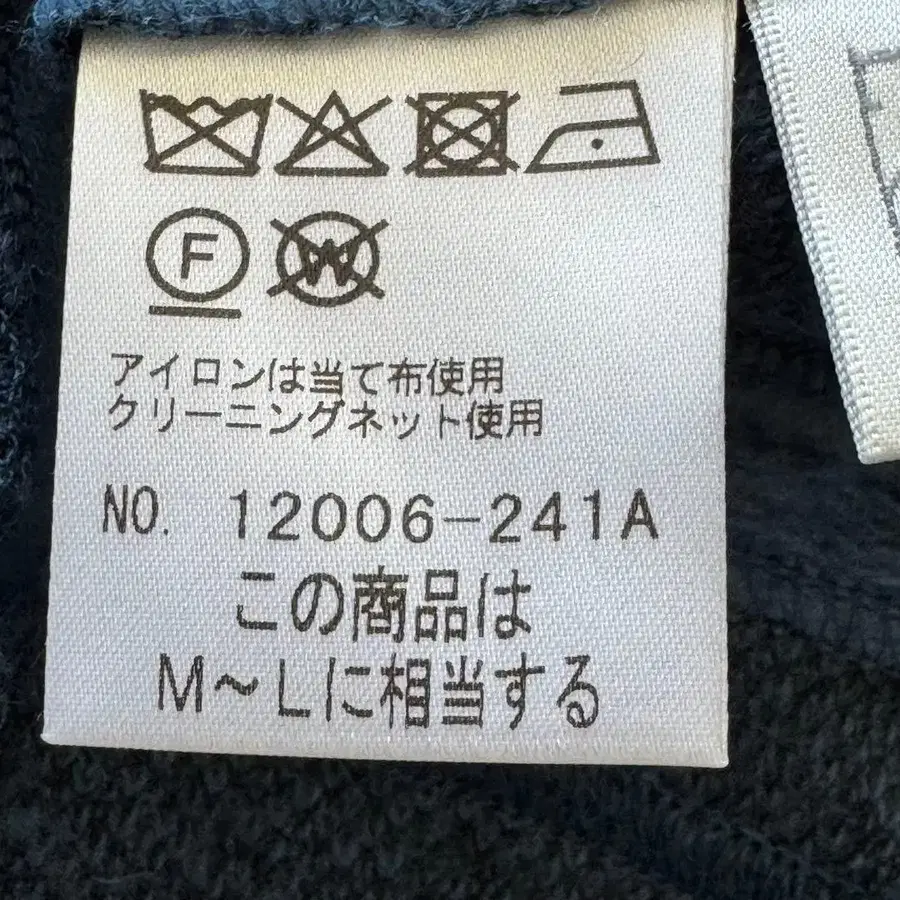 F W
アイロンは当て布使用
クリーニングネット使用
NO. 12006-241A
この商品は
M~Lに相当する